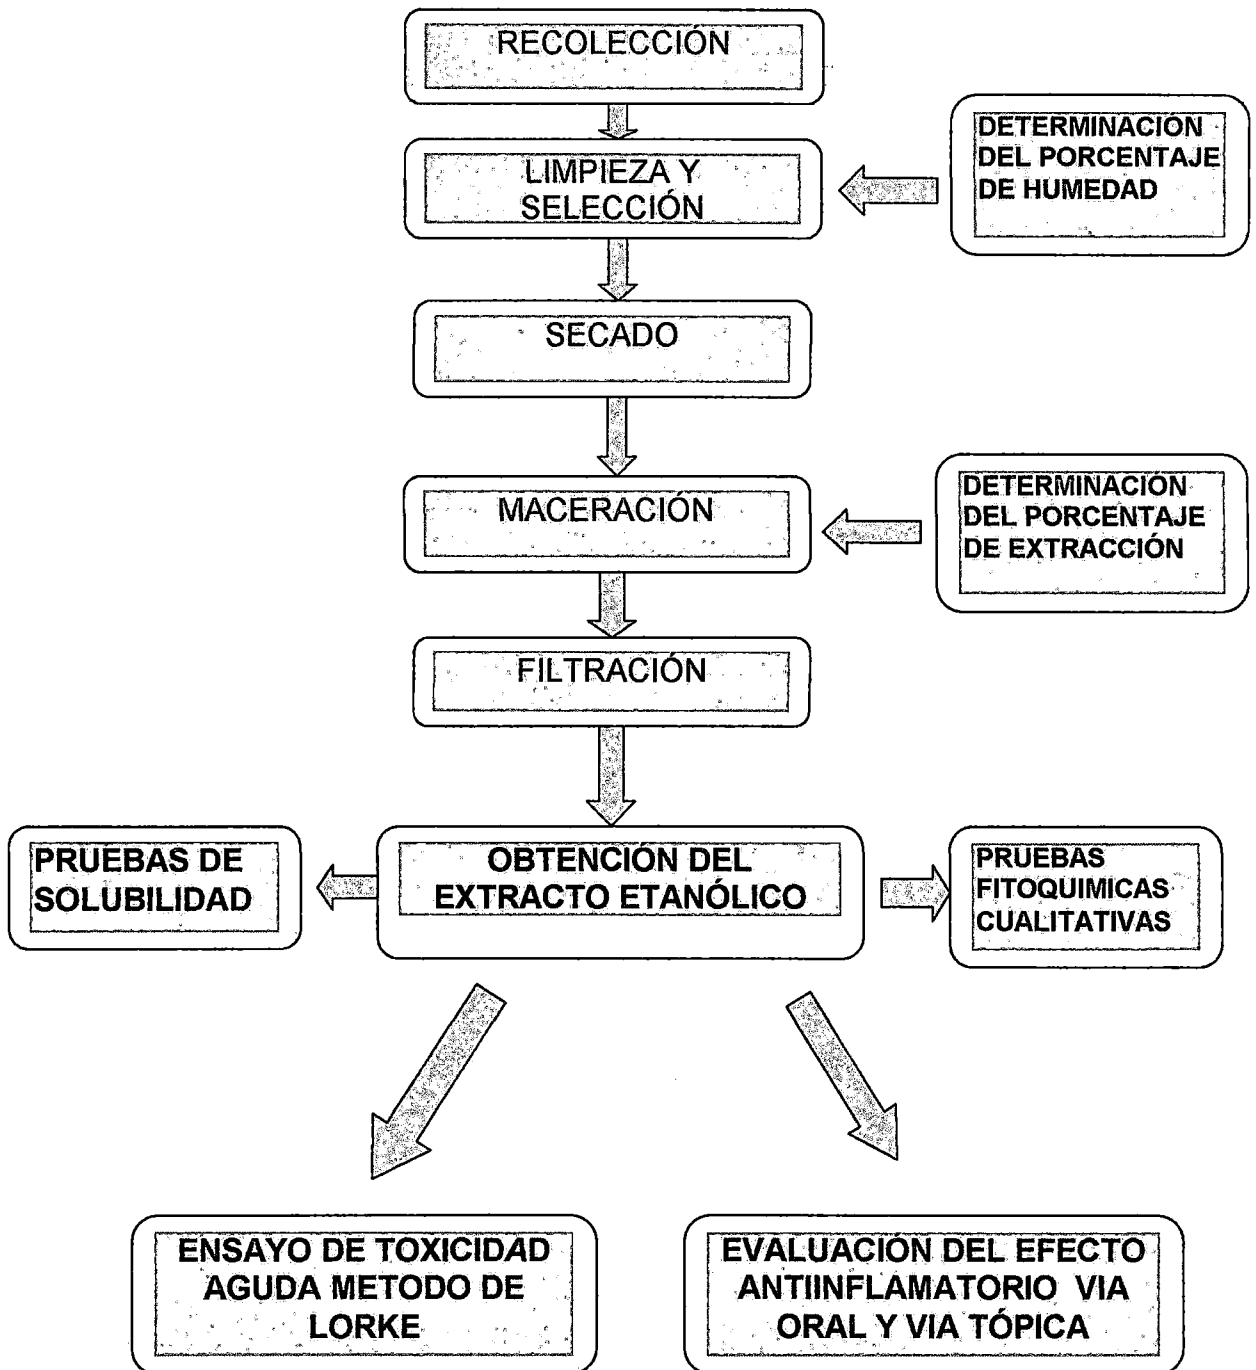 RECOLECCIÓN
LIMPIEZA Y
SELECCIÓN
DETERMINACIÓN
DEL PORCENTAJE
DE HUMEDAD
SECADO
MACERACIÓN
DETERMINACIÓN
DEL PORCENTAJE
DE EXTRACCIÓN
FILTRACIÓN
PRUEBAS DE
SOLUBILIDAD
OBTENCIÓN DEL
EXTRACTO ETANÓLICO
PRUEBAS
FITOQUIMICAS
CUALITATIVAS
ENSAYO DE TOXICIDAD
AGUDA METODO DE
LORKE
EVALUACIÓN DEL EFECTO
ANTIINFLAMATORIO VIA
ORAL Y VIA TÓPICA